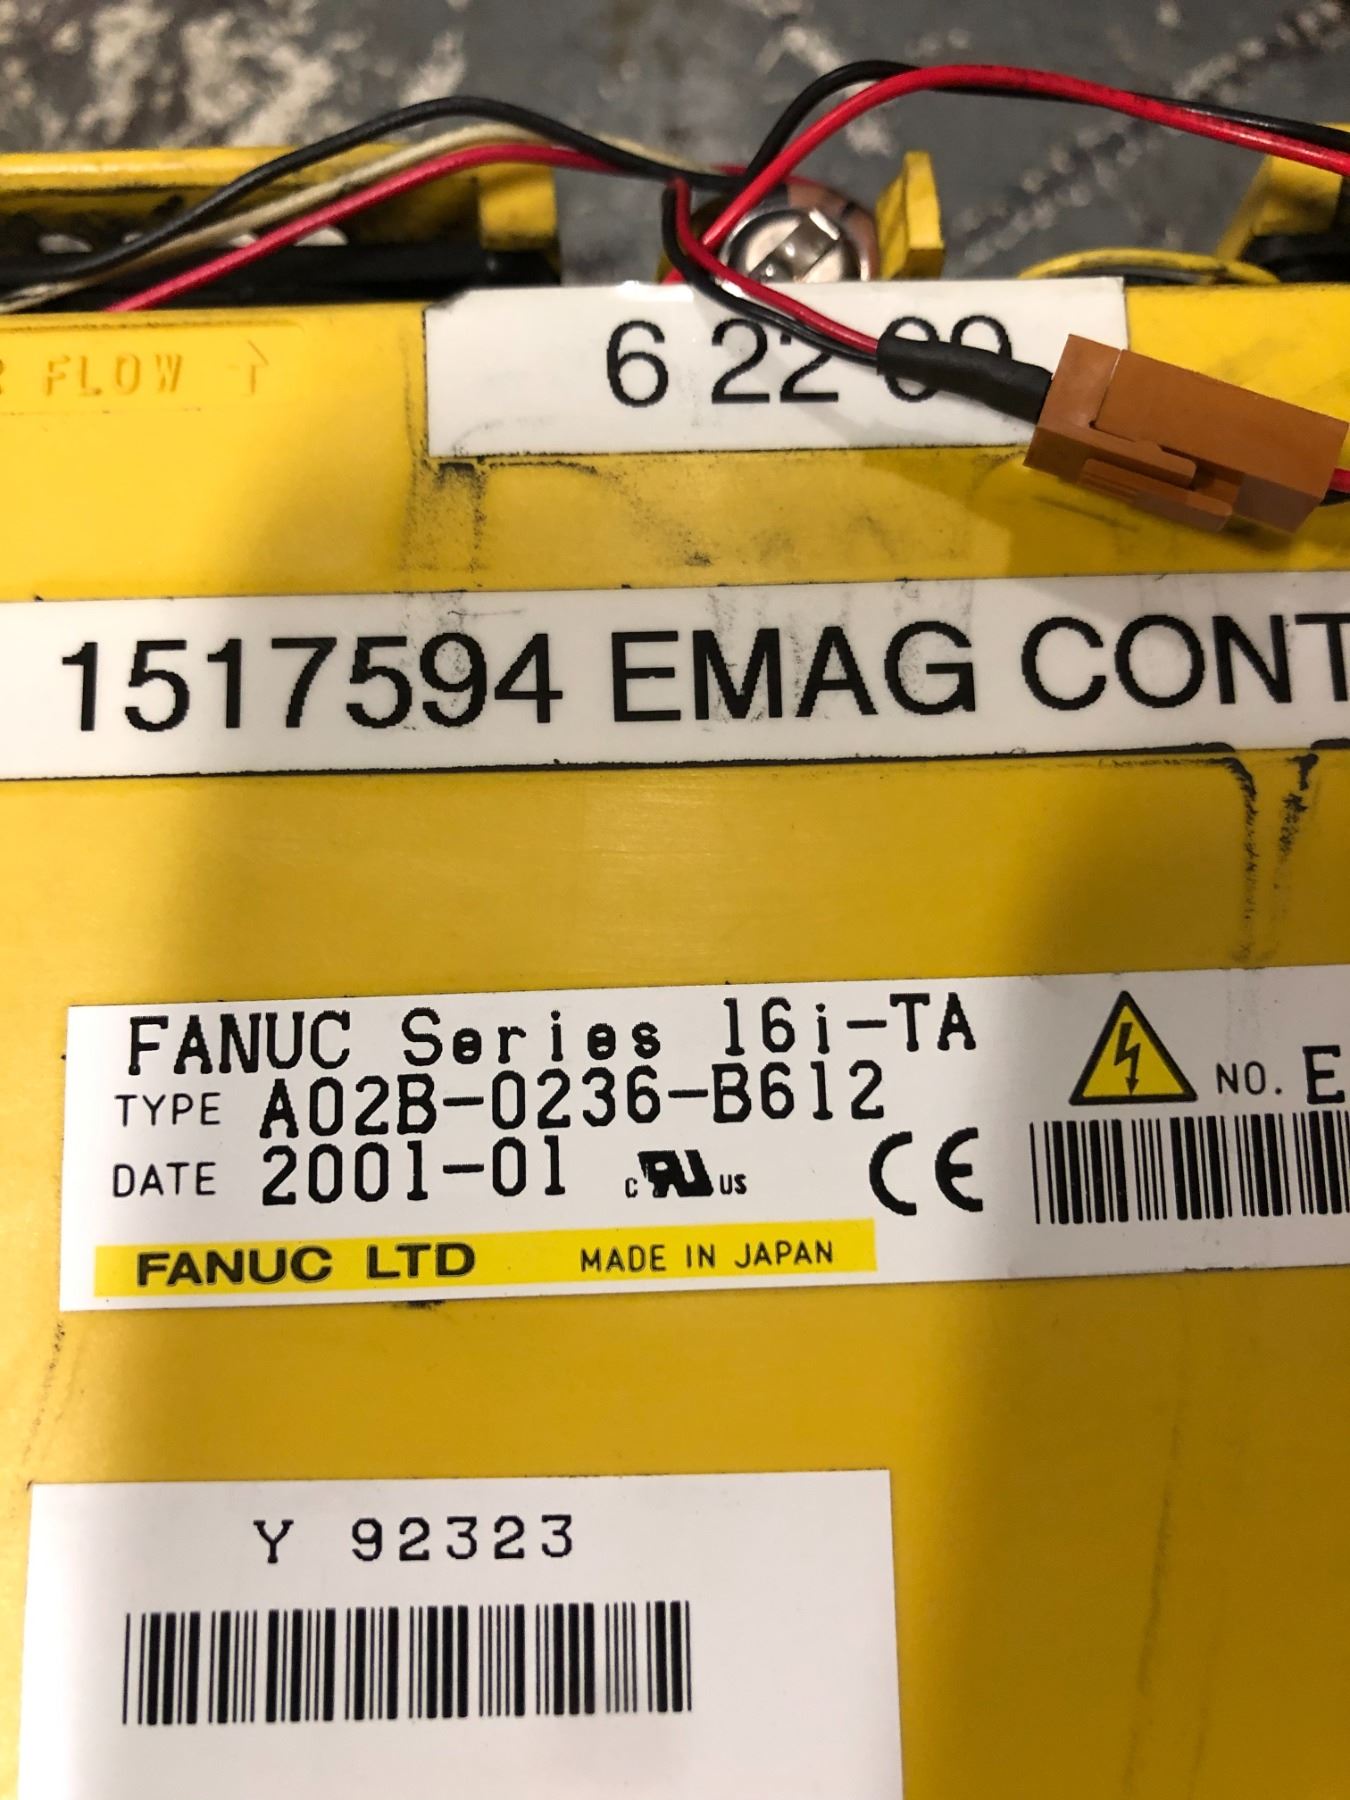 FLOW ↑
6 22
1517594 EMAG CONT
FANUC Series 16i-TA
TYPE A02B-0236-B612
NO. E
DATE 2001-01
c RU US CE
FANUC LTD MADE IN JAPAN
Y 92323